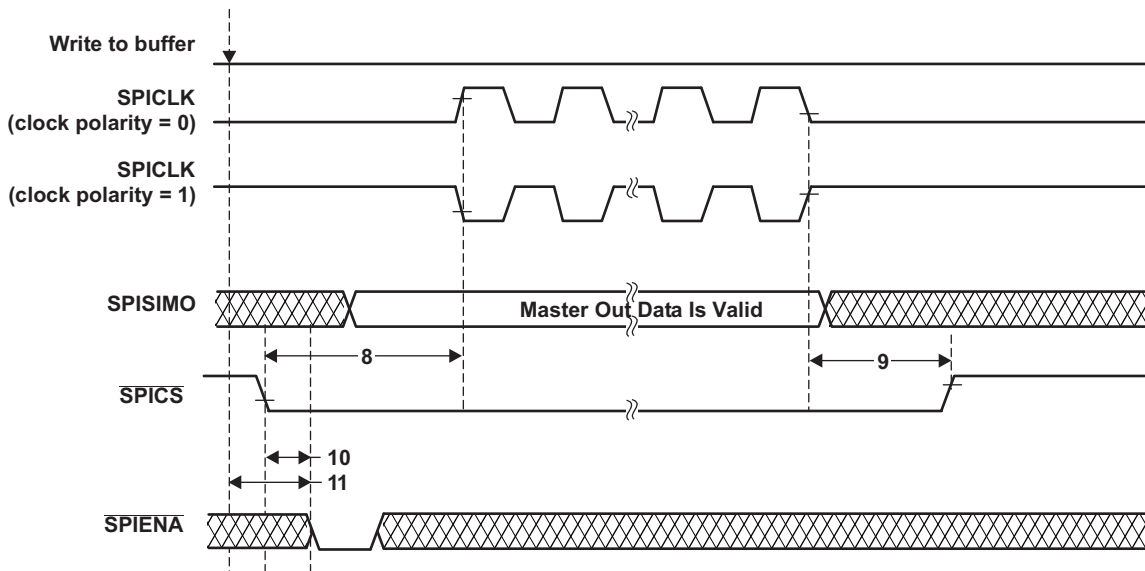 Write to buffer
SPICLK
(clock polarity = 0)
SPICLK
(clock polarity = 1)
SPISIMO
Master Out Data Is Valid
8
9
SPICS
10
11
SPIENA